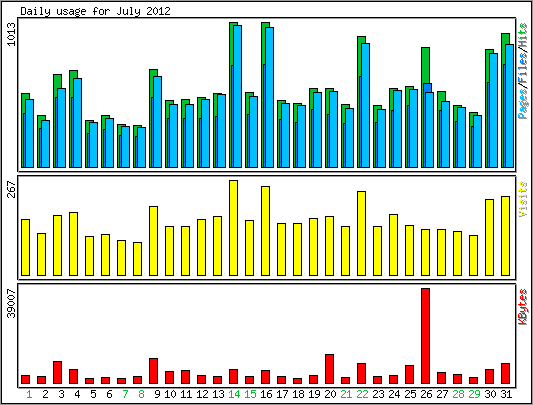 Daily usage for July 2012
1013
Pages/Files/Hits
267
Visits
39007
KBytes
1 2 3 4 5 6 7 8 9 10 11 12 13 14 15 16 17 18 19 20 21 22 23 24 25 26 27 28 29 30 31